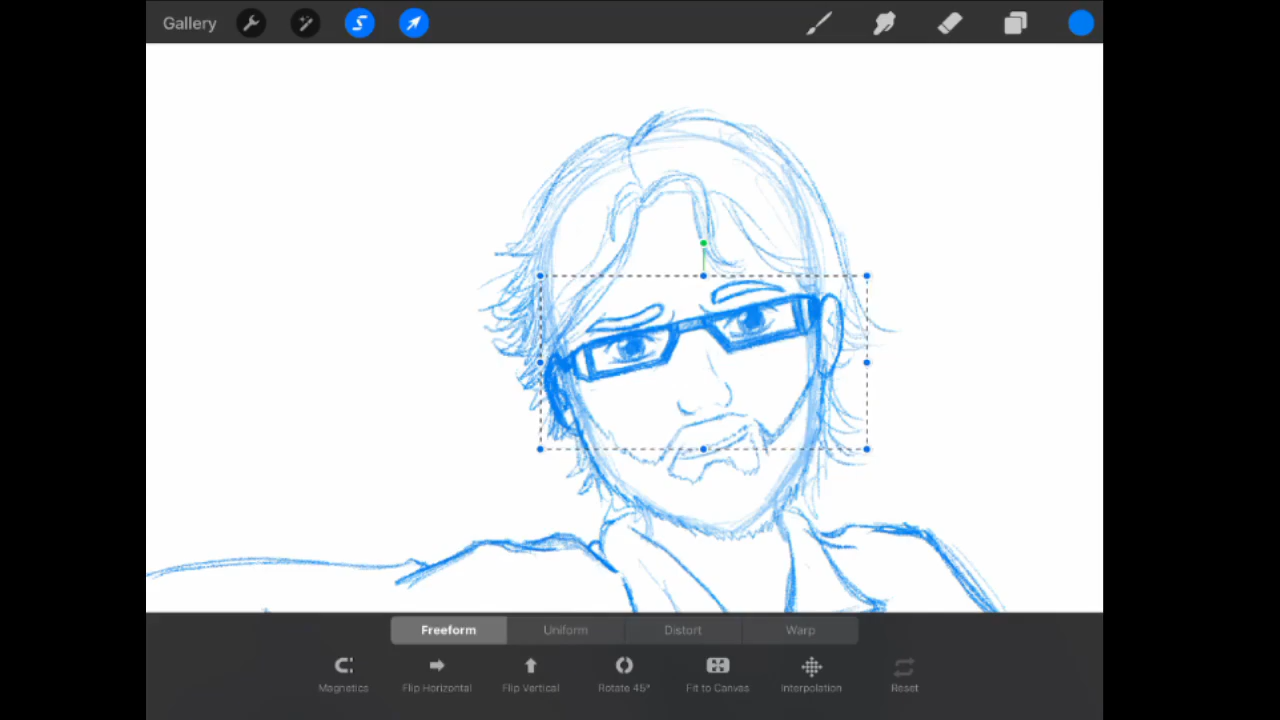 Gallery
Freeform Uniform Distort Warp
Magnetics Flip Horizontal Flip Vertical Rotate 45° Fit to Canvas Interpolation Reset